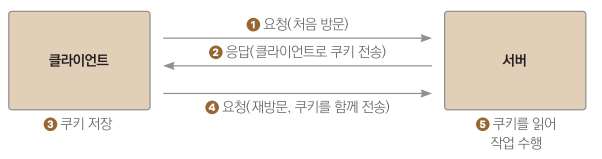 ❶ 요청(처음 방문)
❷ 응답(클라이언트로 쿠키 전송)
클라이언트
서버
❹ 요청(재방문, 쿠키를 함께 전송)
❸ 쿠키 저장
❺ 쿠키를 읽어
작업 수행